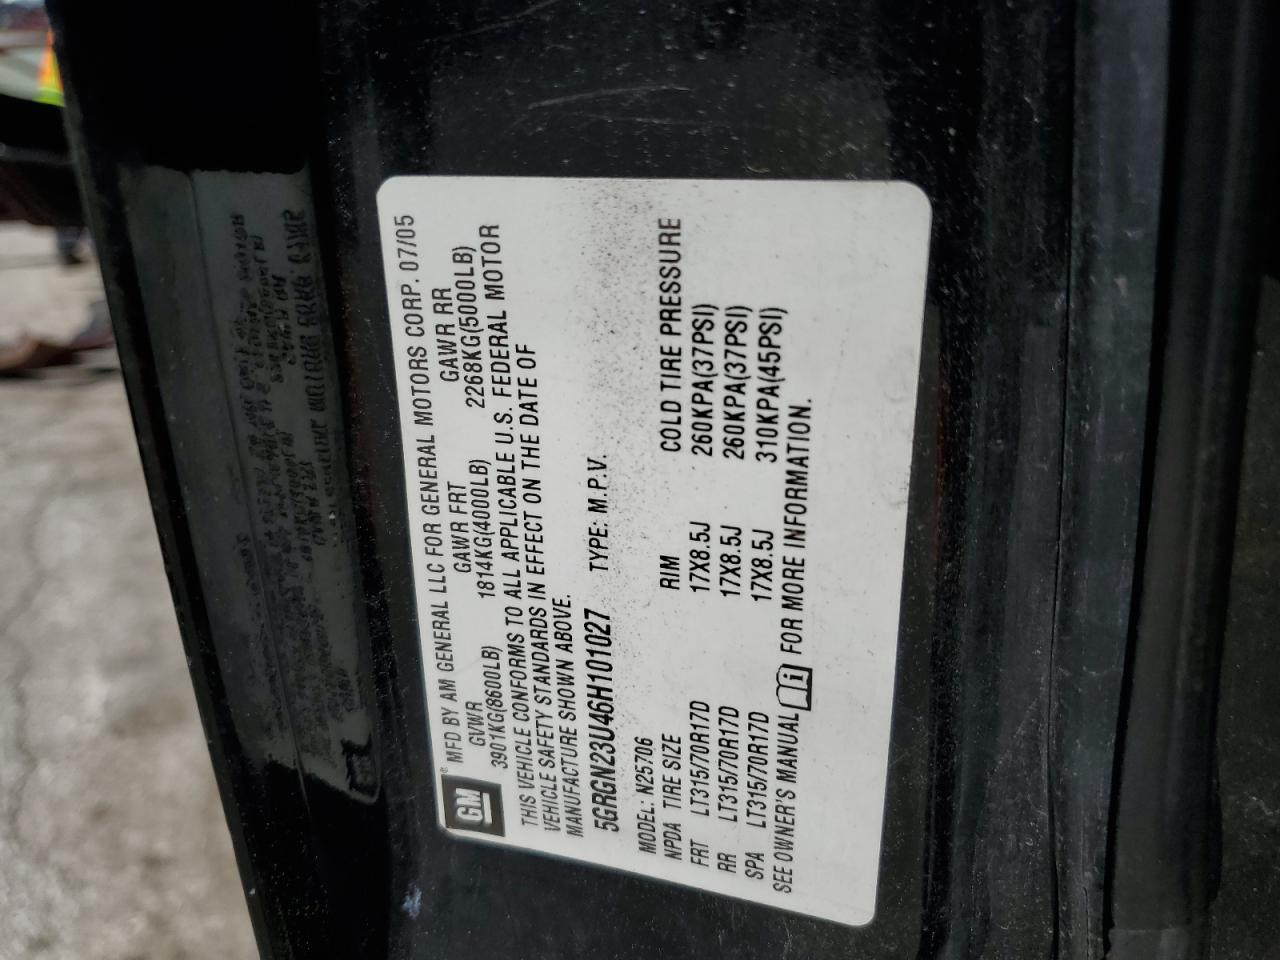 GM ® MFD BY AM GENERAL LLC FOR GENERAL MOTORS CORP. 07/05
GVWR GAWR FRT GAWR RR
3901KG(8600LB) 1814KG(4000LB) 2268KG(5000LB)
THIS VEHICLE CONFORMS TO ALL APPLICABLE U.S. FEDERAL MOTOR
VEHICLE SAFETY STANDARDS IN EFFECT ON THE DATE OF
MANUFACTURE SHOWN ABOVE.
5GRGN23U46H101027 TYPE: M.P.V.
MODEL: N25706
NPDA TIRE SIZE RIM COLD TIRE PRESSURE
FRT LT315/70R17D 17X8.5J 260KPA(37PSI)
RR LT315/70R17D 17X8.5J 260KPA(37PSI)
SPA LT315/70R17D 17X8.5J 310KPA(45PSI)
SEE OWNER'S MANUAL i FOR MORE INFORMATION.